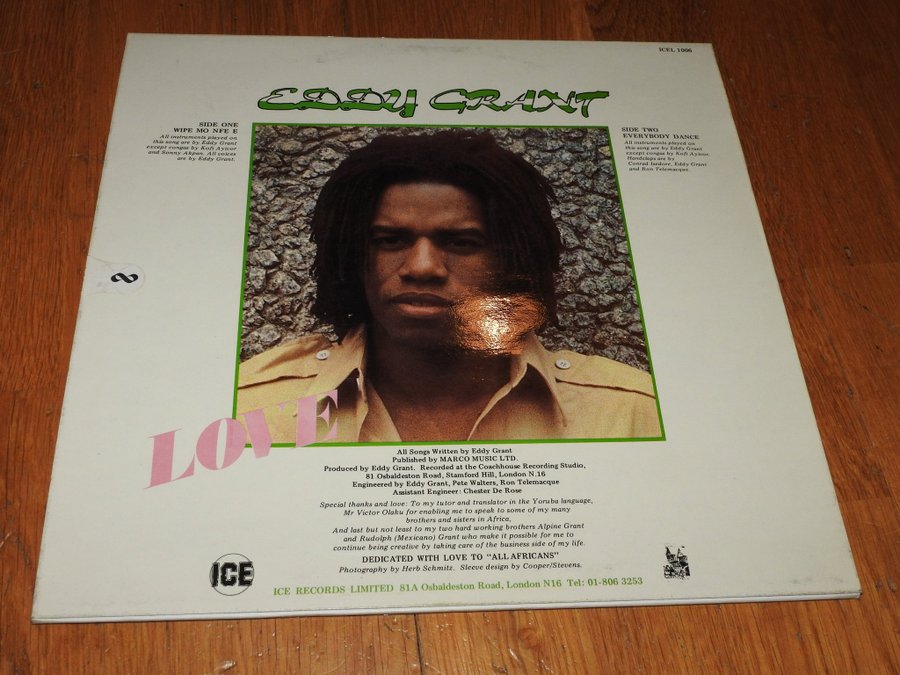 ICEL 1006
EDDY GRANT
SIDE ONE
WIPE MO NFE E
All instruments played on
this song are by Eddy Grant
except congas by Kofi Ayivor
and Sonny Akpan. All voices
are by Eddy Grant.
SIDE TWO
EVERYBODY DANCE
All instruments played on
this song are by Eddy Grant
except congas by Kofi Ayivor.
Handclaps are by
Conrad Isidore, Eddy Grant
and Ron Telemacque.
8
LOVE
All Songs Written by Eddy Grant
Published by MARCO MUSIC LTD.
Produced by Eddy Grant. Recorded at the Coachhouse Recording Studio,
81 Osbaldeston Road, Stamford Hill, London N.16
Engineered by Eddy Grant, Pete Walters, Ron Telemacque
Assistant Engineer: Chester De Rose
Special thanks and love: To my tutor and translator in the Yoruba language,
Mr Victor Olaku for enabling me to speak to some of my many
brothers and sisters in Africa,
And last but not least to my two hard working brothers Alpine Grant
and Rudolph (Mexicano) Grant who make it possible for me to
continue being creative by taking care of the business side of my life.
DEDICATED WITH LOVE TO "ALL AFRICANS"
Photography by Herb Schmitz. Sleeve design by Cooper/Stevens.
ICE
ICE RECORDS LIMITED 81A Osbaldeston Road, London N16 Tel: 01-806 3253